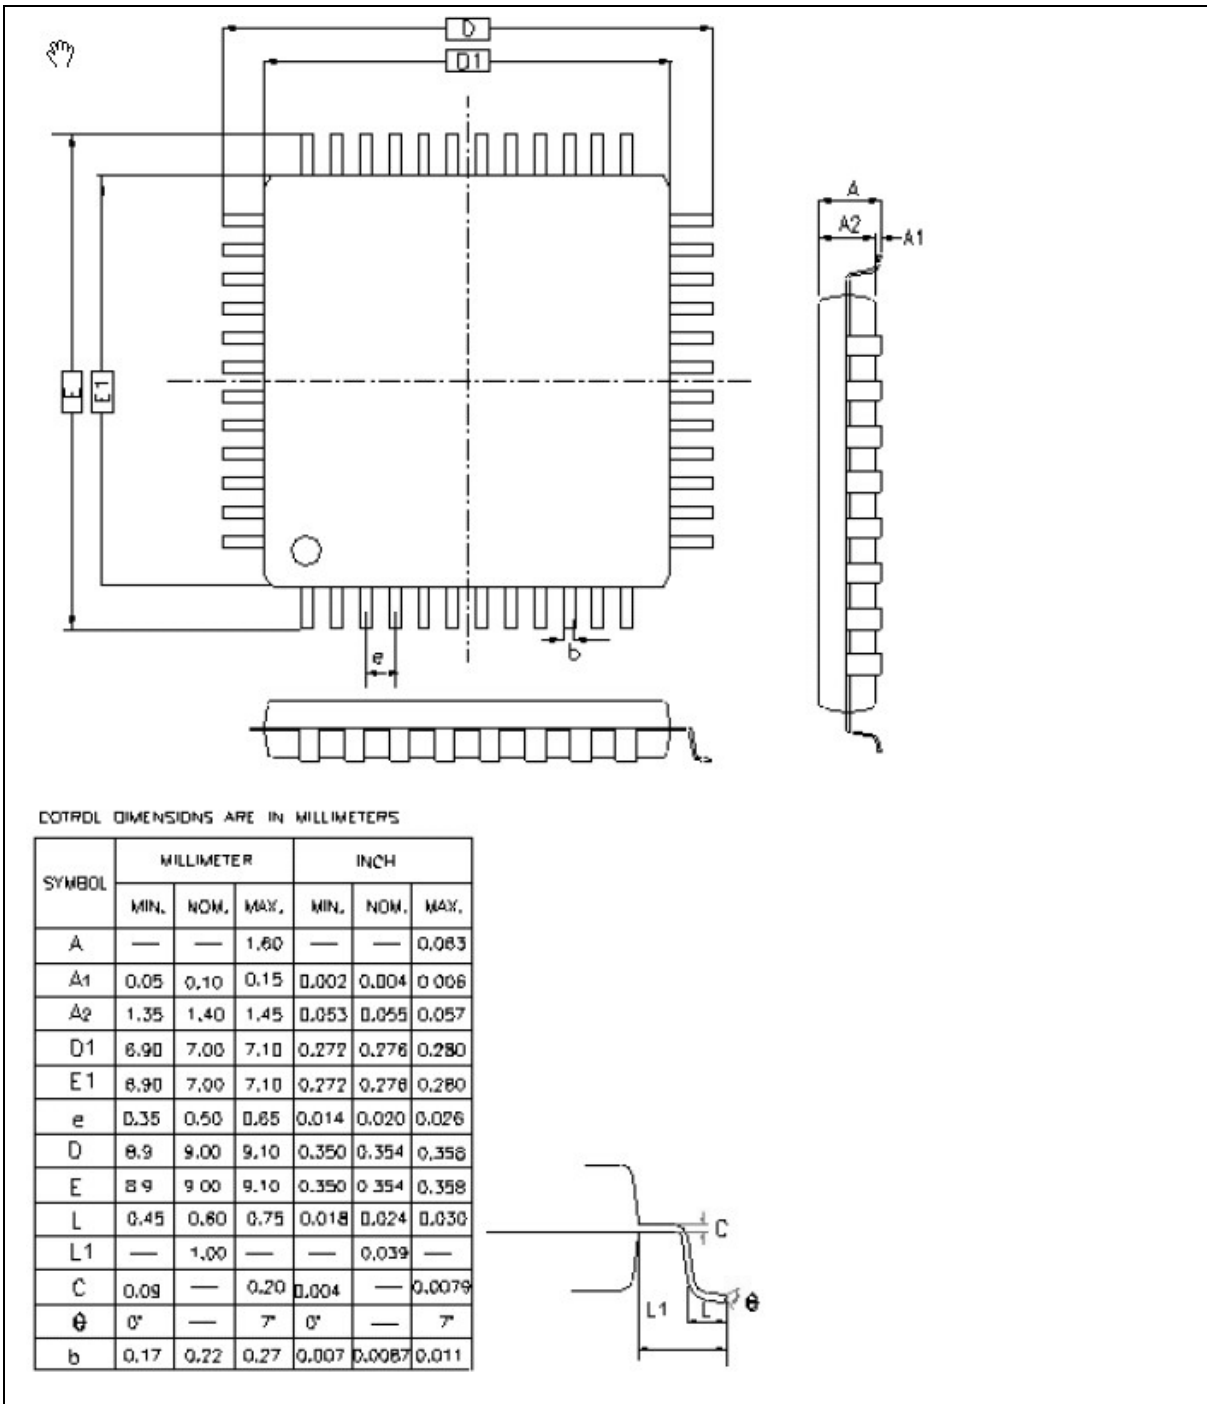 D
D1
A
A2
A1
E
E1
e
b
COTROL DIMENSIONS ARE IN MILLIMETERS
SYMBOL MILLIMETER INCH
MIN. NOM. MAX. MIN. NOM. MAX.
A — — 1.60 — — 0.063
A1 0.05 0.10 0.15 0.002 0.004 0.006
A2 1.35 1.40 1.45 0.053 0.055 0.057
D1 6.90 7.00 7.10 0.272 0.276 0.280
E1 6.90 7.00 7.10 0.272 0.276 0.280
e 0.35 0.50 0.65 0.014 0.020 0.026
D 8.9 9.00 9.10 0.350 0.354 0.358
E 8.9 9.00 9.10 0.350 0.354 0.358
L 0.45 0.60 0.75 0.018 0.024 0.030
L1 — 1.00 — — 0.039 —
C 0.09 — 0.20 0.004 — 0.0079
θ 0° — 7° 0° — 7°
b 0.17 0.22 0.27 0.007 0.0087 0.011
C
L1
L
θ